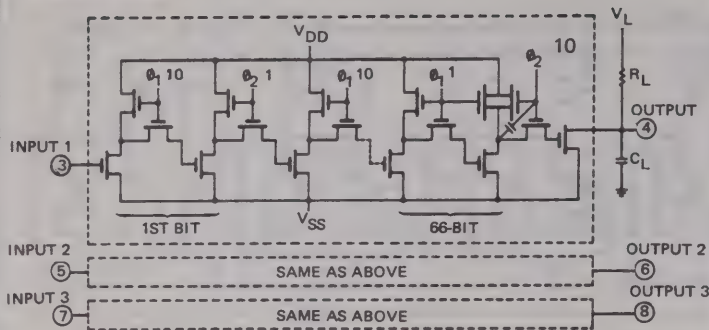 V_DD
V_L
ø_1 10
ø_2 1
ø_1 10
ø_1 1
ø_2 10
R_L
INPUT 1
3
OUTPUT
4
C_L
1ST BIT
V_SS
66-BIT
INPUT 2
5
SAME AS ABOVE
OUTPUT 2
6
INPUT 3
7
SAME AS ABOVE
OUTPUT 3
8